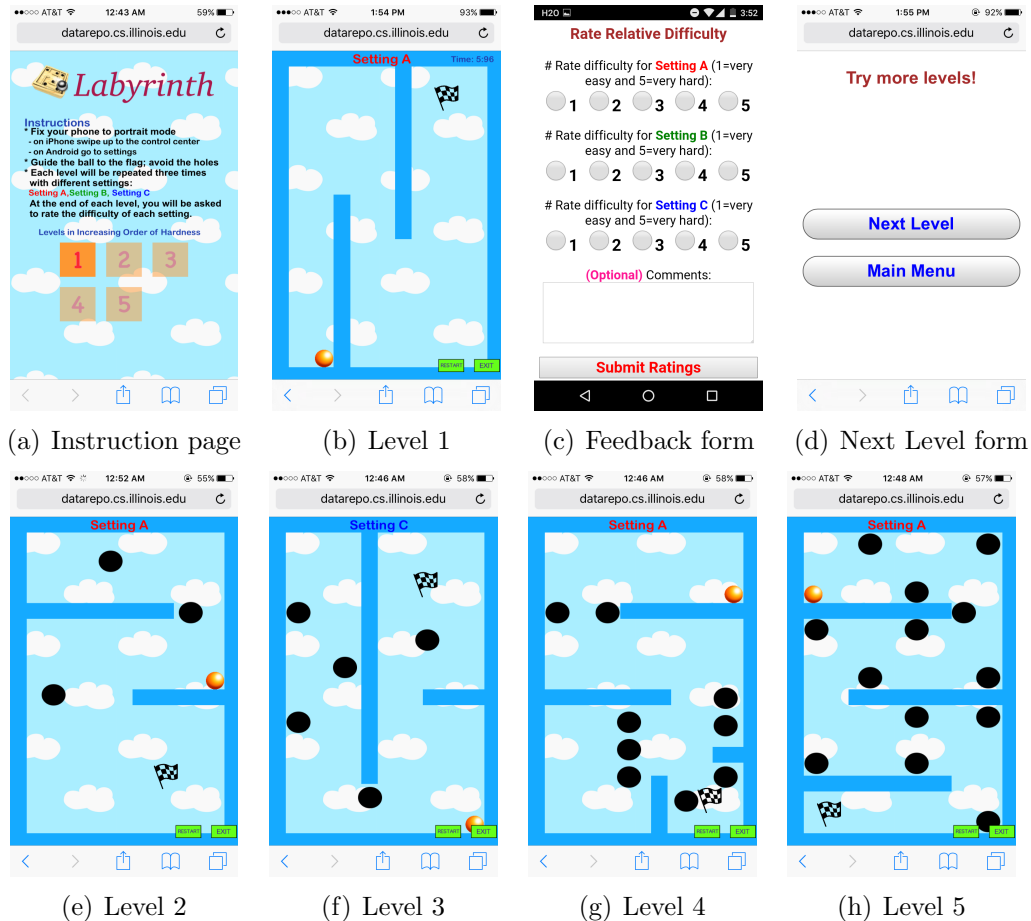 ●●○○○ AT&T 12:43 AM 59%
datarepo.cs.illinois.edu
Labyrinth
Instructions
* Fix your phone to portrait mode
- on iPhone swipe up to the control center
- on Android go to settings
* Guide the ball to the flag; avoid the holes
* Each level will be repeated three times
with different settings:
Setting A,Setting B, Setting C
At the end of each level, you will be asked
to rate the difficulty of each setting.
Levels in Increasing Order of Hardness
1 2 3
4 5
(a) Instruction page
●●●○○ AT&T 1:54 PM 93%
datarepo.cs.illinois.edu
Setting A Time: 5:96
RESTART EXIT
(b) Level 1
H2O 3:52
Rate Relative Difficulty
# Rate difficulty for Setting A (1=very
easy and 5=very hard):
1 2 3 4 5
# Rate difficulty for Setting B (1=very
easy and 5=very hard):
1 2 3 4 5
# Rate difficulty for Setting C (1=very
easy and 5=very hard):
1 2 3 4 5
(Optional) Comments:
Submit Ratings
(c) Feedback form
●●○○○ AT&T 1:55 PM 92%
datarepo.cs.illinois.edu
Try more levels!
Next Level
Main Menu
(d) Next Level form
●●○○○ AT&T 12:52 AM 55%
datarepo.cs.illinois.edu
Setting A
RESTART EXIT
(e) Level 2
●●○○○ AT&T 12:46 AM 58%
datarepo.cs.illinois.edu
Setting C
RESTART EXIT
(f) Level 3
●●○○○ AT&T 12:46 AM 58%
datarepo.cs.illinois.edu
Setting A
RESTART EXIT
(g) Level 4
●●○○○ AT&T 12:48 AM 57%
datarepo.cs.illinois.edu
Setting A
RESTART EXIT
(h) Level 5